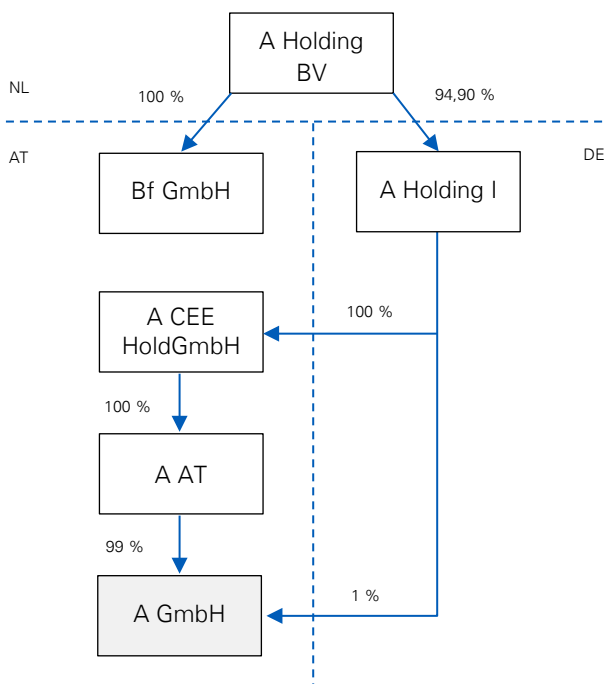 A Holding
BV
NL
100 %
94,90 %
AT
DE
Bf GmbH
A Holding I
A CEE
HoldGmbH
100 %
100 %
A AT
99 %
A GmbH
1 %